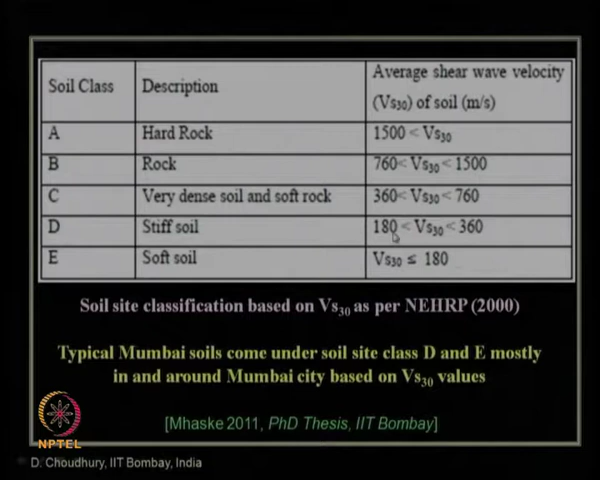 Soil Class Description Average shear wave velocity
(Vs30) of soil (m/s)
A Hard Rock 1500 < Vs30
B Rock 760< Vs30 < 1500
C Very dense soil and soft rock 360< Vs30 < 760
D Stiff soil 180 < Vs30 < 360
E Soft soil Vs30 ≤ 180
Soil site classification based on Vs30 as per NEHRP (2000)
Typical Mumbai soils come under soil site class D and E mostly
in and around Mumbai city based on Vs30 values
[Mhaske 2011, PhD Thesis, IIT Bombay]
NPTEL
D. Choudhury, IIT Bombay, India